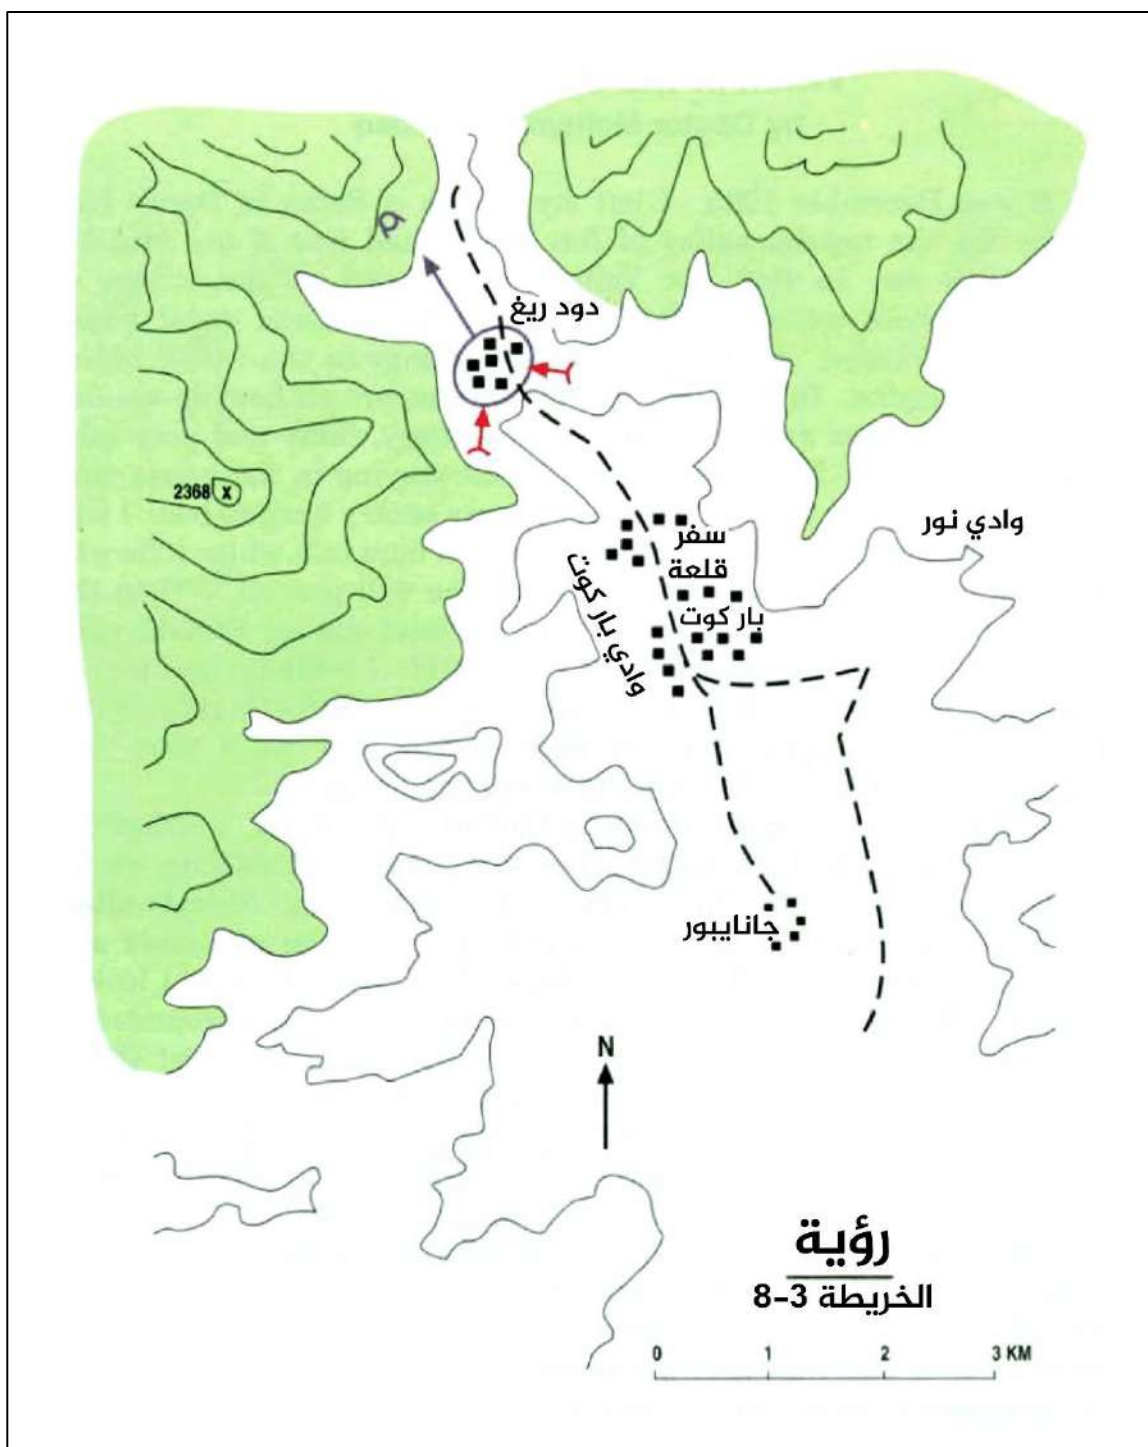 دود ريغ
2368 x
وادي نور
سفر
قلعة
بار كوت
وادي بار كوت
جانايبور
N
رؤية
الخريطة 3-8
0 1 2 3 KM